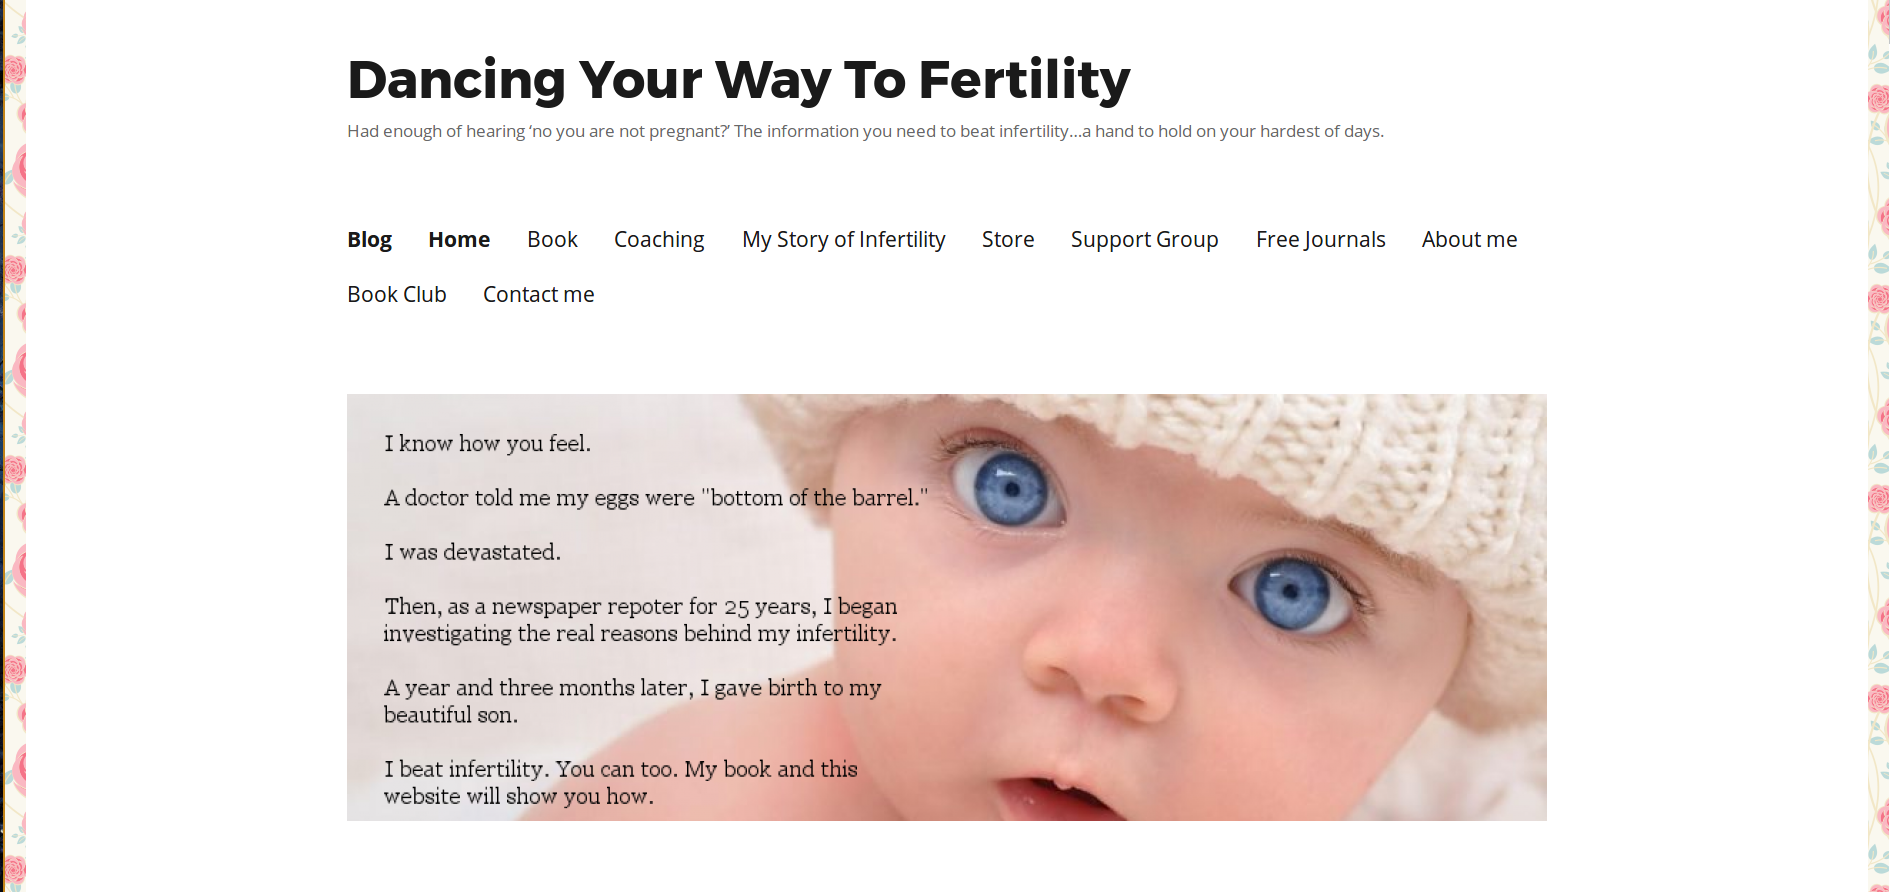 Dancing Your Way To Fertility
Had enough of hearing ‘no you are not pregnant?’ The information you need to beat infertility…a hand to hold on your hardest of days.
Blog Home Book Coaching My Story of Infertility Store Support Group Free Journals About me
Book Club Contact me
I know how you feel.
A doctor told me my eggs were "bottom of the barrel."
I was devastated.
Then, as a newspaper repoter for 25 years, I began
investigating the real reasons behind my infertility.
A year and three months later, I gave birth to my
beautiful son.
I beat infertility. You can too. My book and this
website will show you how.